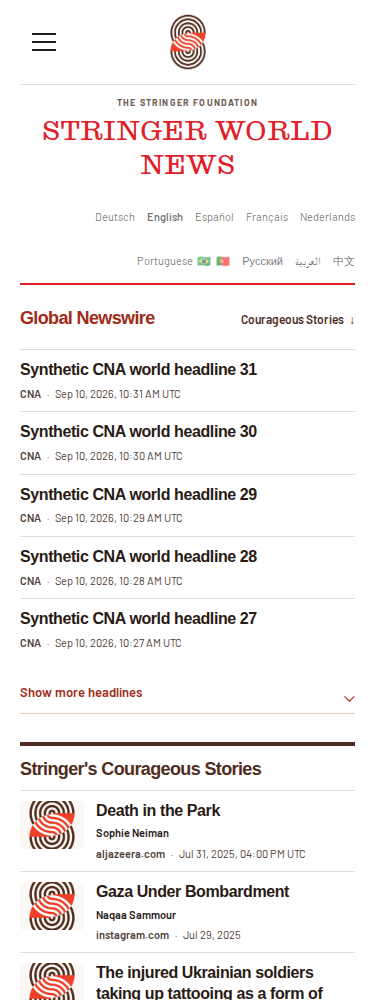 THE STRINGER FOUNDATION
STRINGER WORLD
NEWS
Deutsch English Español Français Nederlands
Portuguese 🇧🇷 🇵🇹 Русский العربية 中文
Global Newswire Courageous Stories ↓
Synthetic CNA world headline 31
CNA · Sep 10, 2026, 10:31 AM UTC
Synthetic CNA world headline 30
CNA · Sep 10, 2026, 10:30 AM UTC
Synthetic CNA world headline 29
CNA · Sep 10, 2026, 10:29 AM UTC
Synthetic CNA world headline 28
CNA · Sep 10, 2026, 10:28 AM UTC
Synthetic CNA world headline 27
CNA · Sep 10, 2026, 10:27 AM UTC
Show more headlines
Stringer's Courageous Stories
Death in the Park
Sophie Neiman
aljazeera.com · Jul 31, 2025, 04:00 PM UTC
Gaza Under Bombardment
Naqaa Sammour
instagram.com · Jul 29, 2025
The injured Ukrainian soldiers
taking up tattooing as a form of